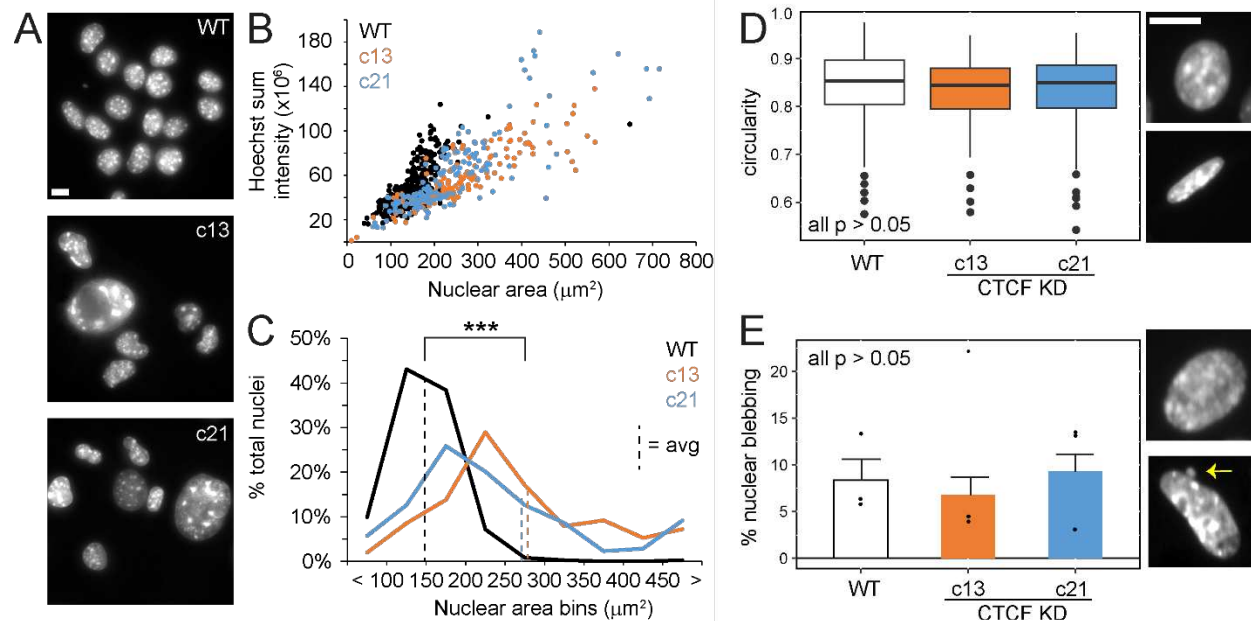 A
WT
c13
c21
B
WT
c13
c21
Hoechst sum
intensity (x10⁶)
180
140
100
60
20
0 100 200 300 400 500 600 700 800
Nuclear area (μm²)
C
***
WT
c13
c21
= avg
% total nuclei
50%
40%
30%
20%
10%
0%
< 100 150 200 250 300 350 400 450 >
Nuclear area bins (μm²)
D
circularity
1.0
0.9
0.8
0.7
0.6
all p > 0.05
WT c13 c21
CTCF KD
E
all p > 0.05
% nuclear blebbing
20
15
10
5
0
WT c13 c21
CTCF KD